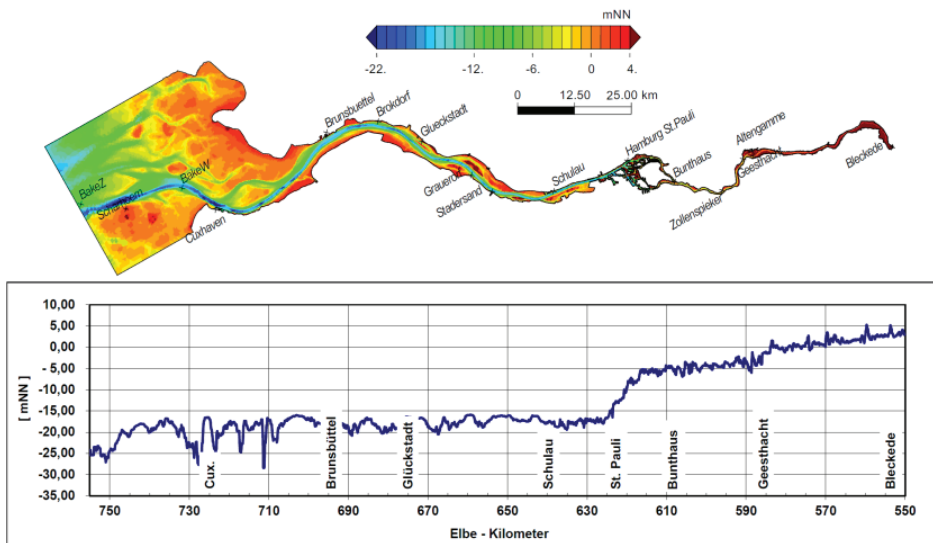 mNN
-22.
-12.
-6.
0
4.
0
12.50
25.00 km
Brunsbuettel
Brokdorf
Glueckstadt
Hamburg St.Pauli
Altengamme
BakeZ
Scharhoorn
BakeW
Cuxhaven
Grauerort
Stadersand
Schulau
Bunthaus
Zollenspieker
Geesthacht
Bleckede
10,00
5,00
0,00
- 5,00
-10,00
-15,00
-20,00
-25,00
-30,00
-35,00
[ mNN]
Cux.
Brunsbüttel
Glückstadt
Schulau
St. Pauli
Bunthaus
Geesthacht
Bleckede
750
730
710
690
670
650
630
610
590
570
550
Elbe - Kilometer